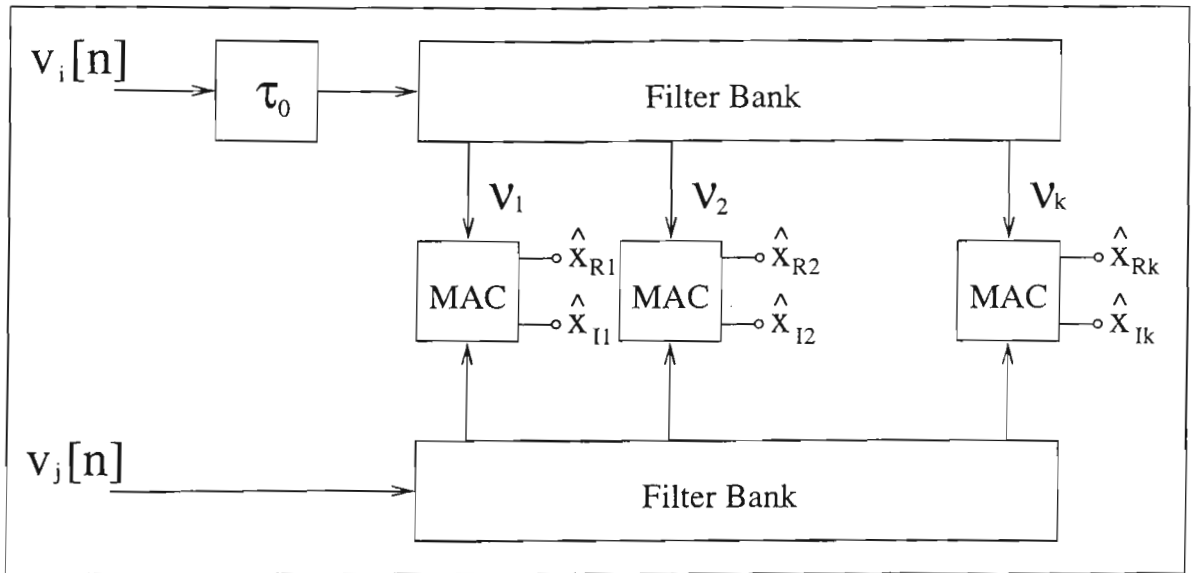 v_i[n]
τ_0
Filter Bank
ν_1
ν_2
ν_k
MAC
x̂_R1
x̂_I1
MAC
x̂_R2
x̂_I2
MAC
x̂_Rk
x̂_Ik
v_j[n]
Filter Bank